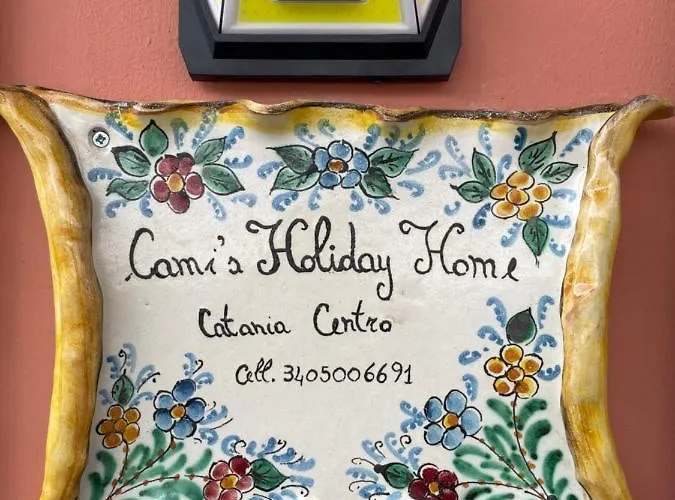 Cami's Holiday Home
Catania Centro
Cell. 3405006691